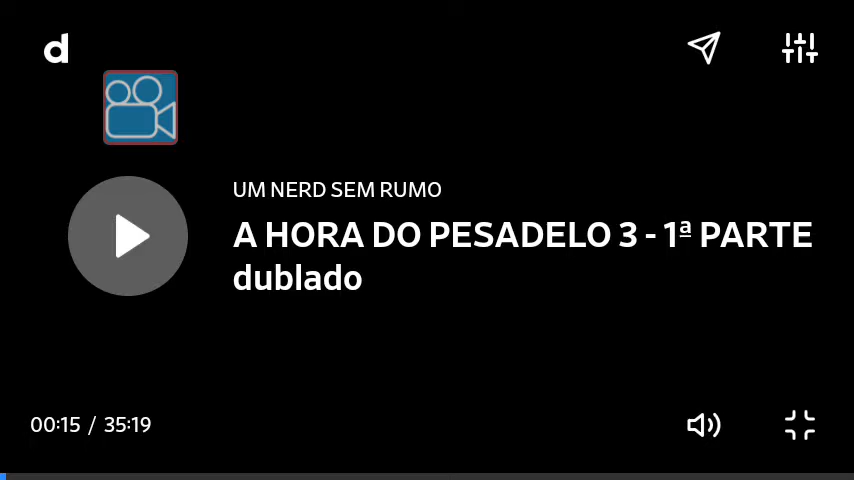 d
UM NERD SEM RUMO
A HORA DO PESADELO 3 - 1ª PARTE
dublado
00:15 / 35:19